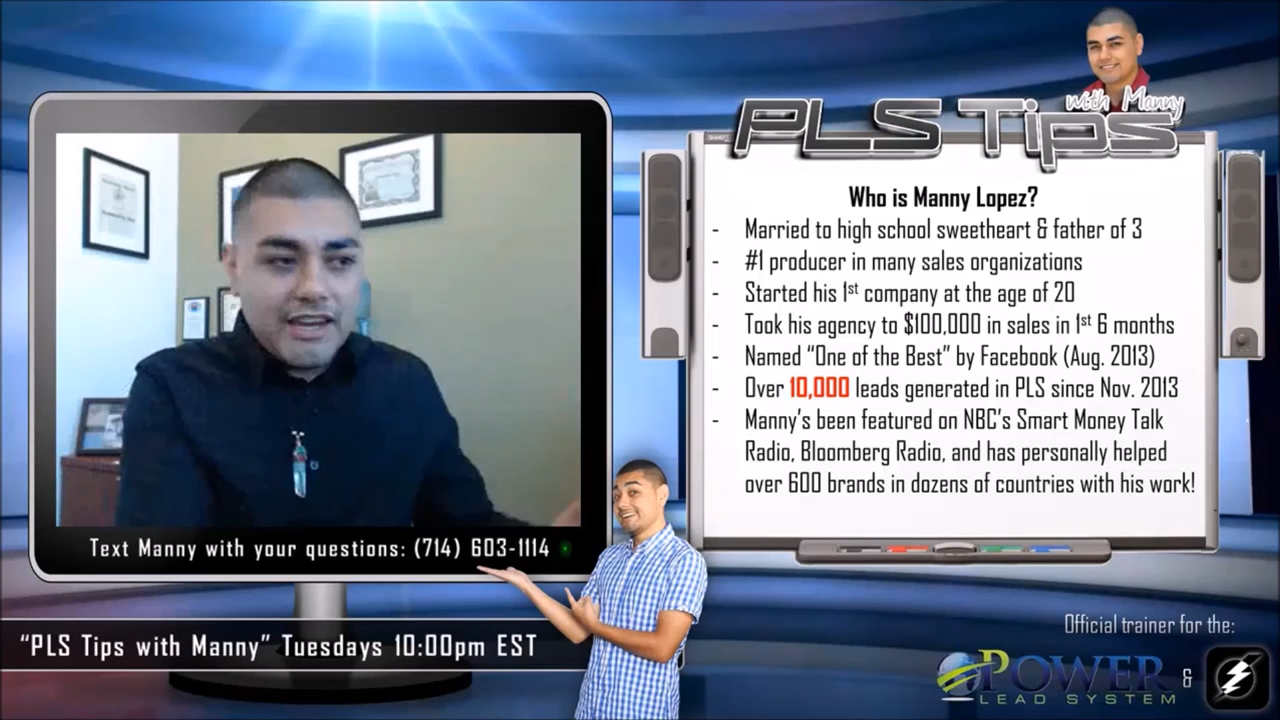 PLS Tips
with Manny
Who is Manny Lopez?
- Married to high school sweetheart & father of 3
- #1 producer in many sales organizations
- Started his 1st company at the age of 20
- Took his agency to $100,000 in sales in 1st 6 months
- Named “One of the Best” by Facebook (Aug. 2013)
- Over 10,000 leads generated in PLS since Nov. 2013
- Manny’s been featured on NBC’s Smart Money Talk
Radio, Bloomberg Radio, and has personally helped
over 600 brands in dozens of countries with his work!
Text Manny with your questions: (714) 603-1114
“PLS Tips with Manny” Tuesdays 10:00pm EST
Official trainer for the:
POWER
LEAD SYSTEM
&